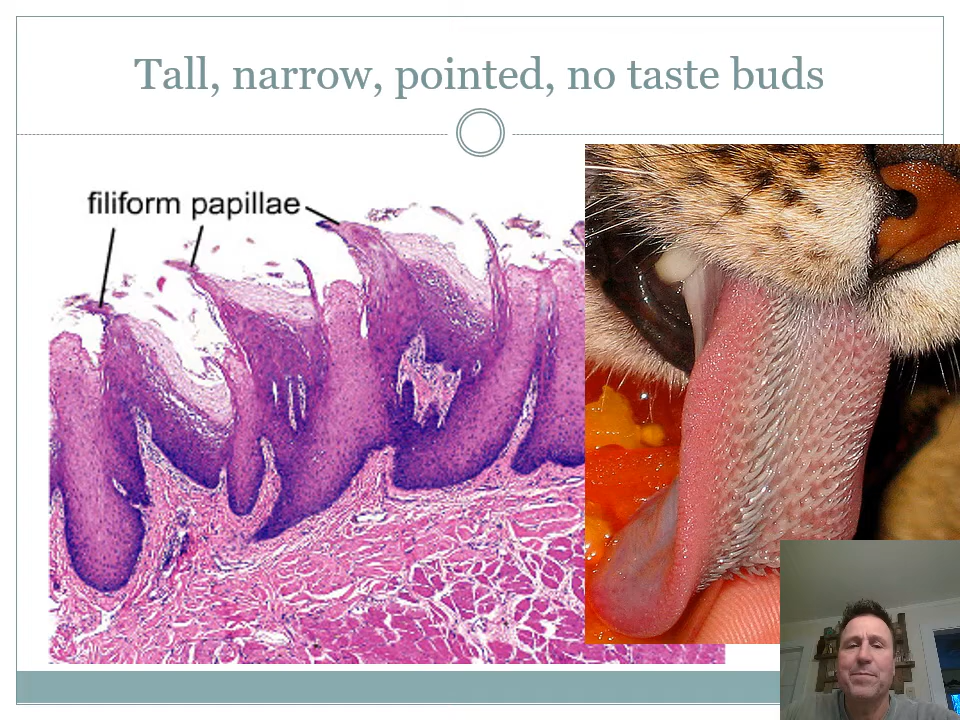 Tall, narrow, pointed, no taste buds
filiform papillae